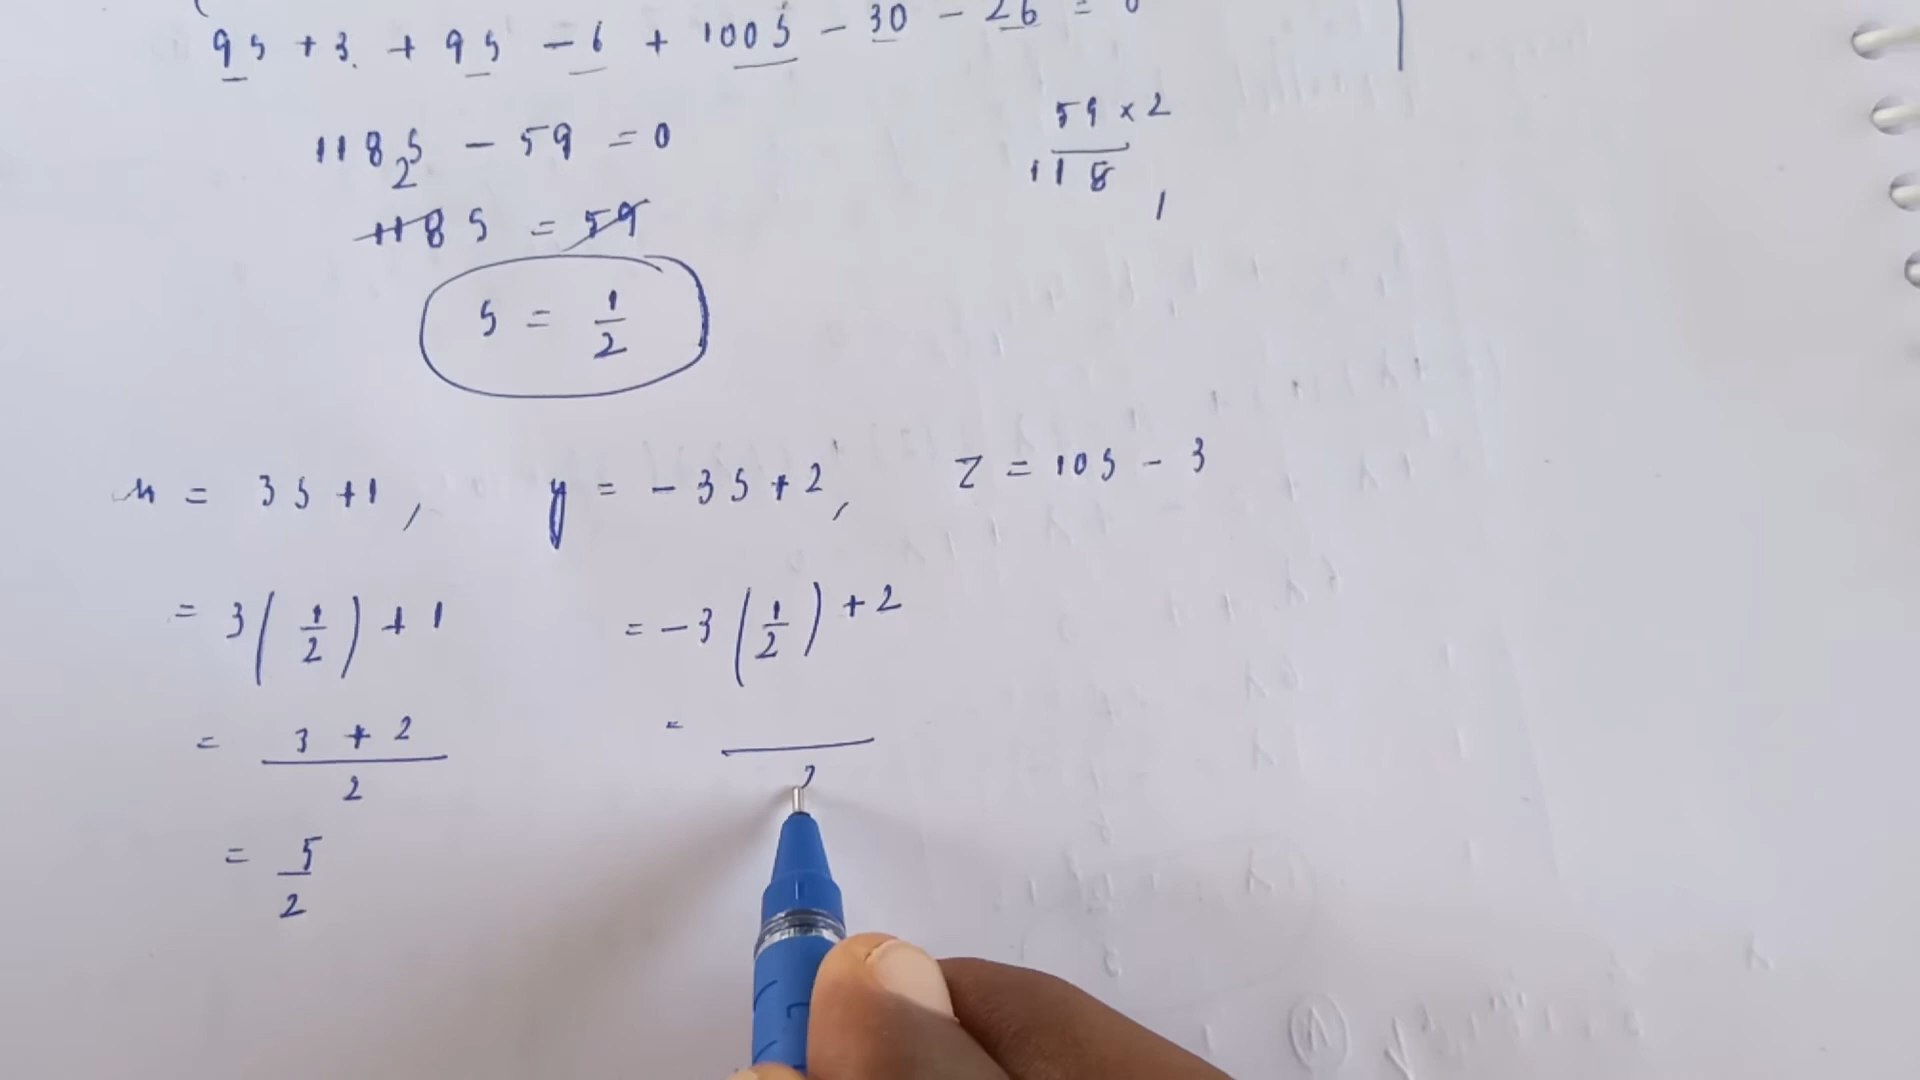 9s + 3 + 9s - 6 + 100s - 30 - 26 = 0
118s - 59 = 0
59 × 2
118
2
118s = 59
s = 1/2
x = 3s + 1, y = -3s + 2, z = 10s - 3
= 3(1/2) + 1 = -3(1/2) + 2
= 3 + 2 / 2 =
= 5/2